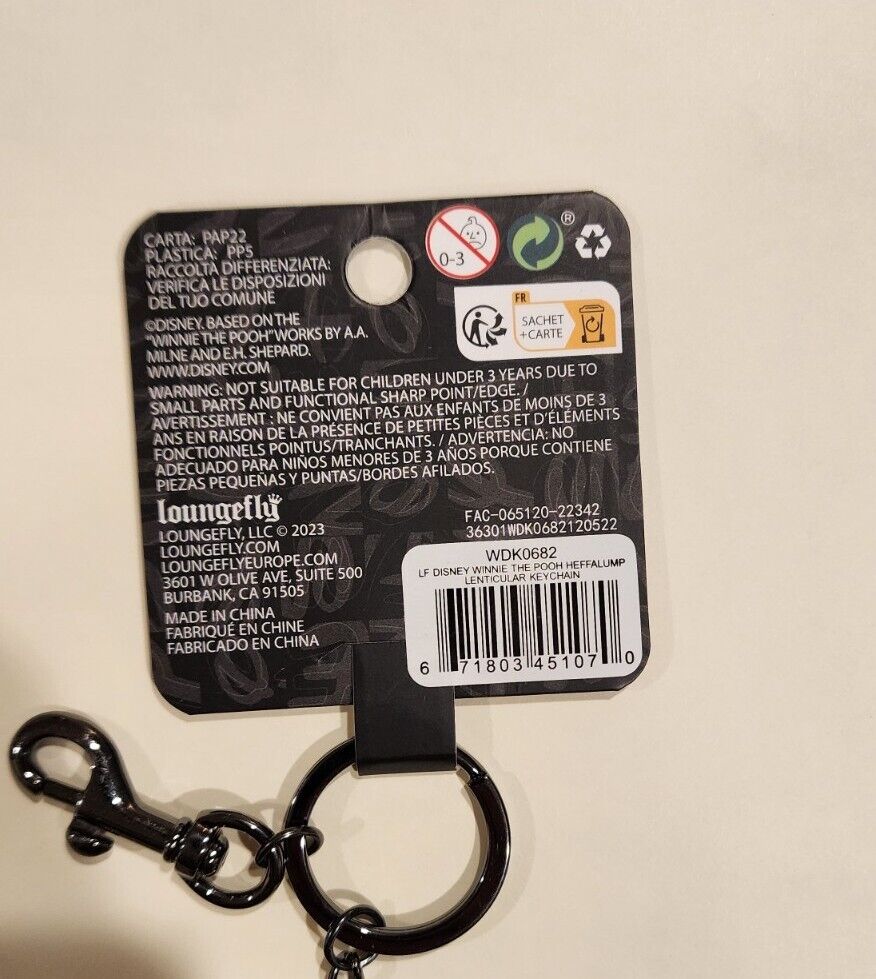 CARTA: PAP22
PLASTICA: PP5
RACCOLTA DIFFERENZIATA:
VERIFICA LE DISPOSIZIONI
DEL TUO COMUNE
0-3
®
FR
SACHET
+CARTE
©DISNEY. BASED ON THE
"WINNIE THE POOH" WORKS BY A.A.
MILNE AND E.H. SHEPARD.
WWW.DISNEY.COM
WARNING: NOT SUITABLE FOR CHILDREN UNDER 3 YEARS DUE TO
SMALL PARTS AND FUNCTIONAL SHARP POINT/EDGE. /
AVERTISSEMENT : NE CONVIENT PAS AUX ENFANTS DE MOINS DE 3
ANS EN RAISON DE LA PRÉSENCE DE PETITES PIÈCES ET D'ÉLÉMENTS
FONCTIONNELS POINTUS/TRANCHANTS. / ADVERTENCIA: NO
ADECUADO PARA NIÑOS MENORES DE 3 AÑOS PORQUE CONTIENE
PIEZAS PEQUEÑAS Y PUNTAS/BORDES AFILADOS.
loungefly
LOUNGEFLY, LLC © 2023
LOUNGEFLY.COM
LOUNGEFLYEUROPE.COM
3601 W OLIVE AVE, SUITE 500
BURBANK, CA 91505
MADE IN CHINA
FABRIQUÉ EN CHINE
FABRICADO EN CHINA
FAC-065120-22342
36301WDK0682120522
WDK0682
LF DISNEY WINNIE THE POOH HEFFALUMP
LENTICULAR KEYCHAIN
6 71803 45107 0